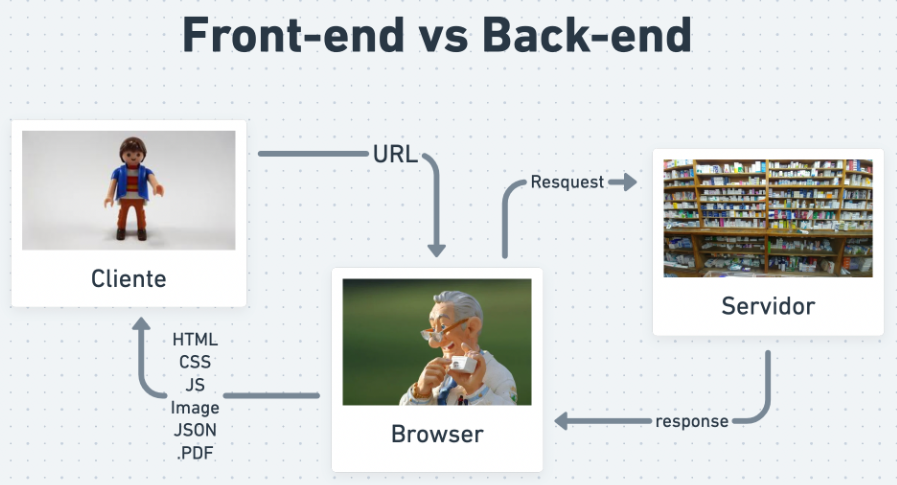 Front-end vs Back-end
URL
Resquest
Cliente
Servidor
HTML
CSS
JS
Image
JSON
.PDF
Browser
response